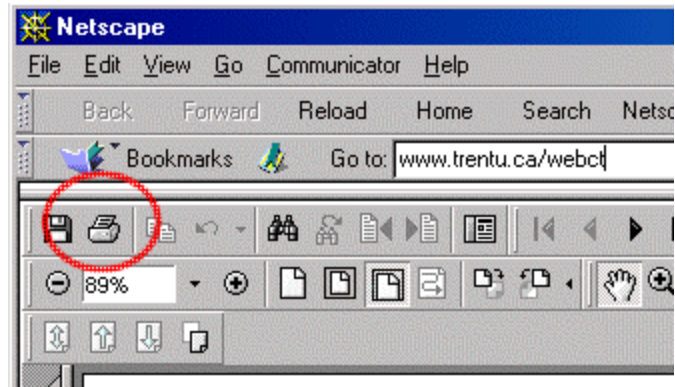 Netscape
File Edit View Go Communicator Help
Back Forward Reload Home Search Netsc
Bookmarks Go to: www.trentu.ca/webct
89%